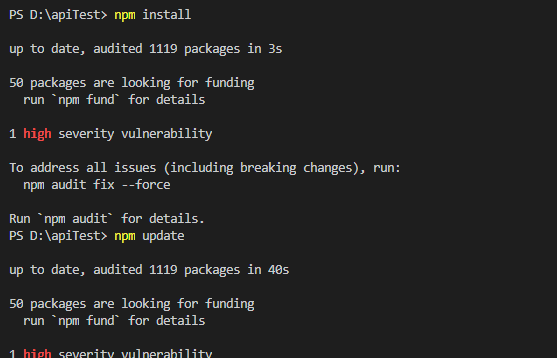 PS D:\apiTest> npm install
up to date, audited 1119 packages in 3s
50 packages are looking for funding
run `npm fund` for details
1 high severity vulnerability
To address all issues (including breaking changes), run:
npm audit fix --force
Run `npm audit` for details.
PS D:\apiTest> npm update
up to date, audited 1119 packages in 40s
50 packages are looking for funding
run `npm fund` for details
1 high severity vulnerability